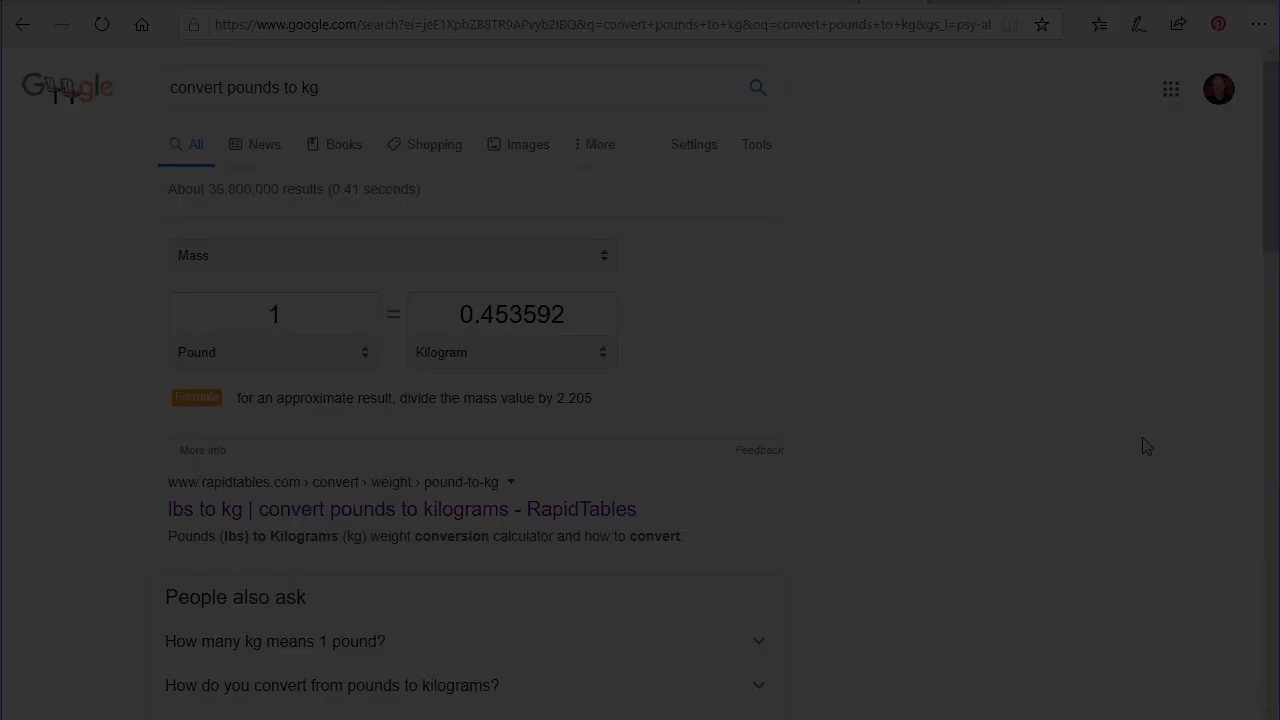 https://www.google.com/search?ei=jeE1XpbZ8TR9APvyb2IBQ&q=convert+pounds+to+kg&oq=convert+pounds+to+kg&gs_l=psy-al
Google
convert pounds to kg
All News Books Shopping Images More Settings Tools
About 36,800,000 results (0.41 seconds)
Mass
1 = 0.453592
Pound Kilogram
Formula for an approximate result, divide the mass value by 2.205
More info Feedback
www.rapidtables.com › convert › weight › pound-to-kg
lbs to kg | convert pounds to kilograms - RapidTables
Pounds (lbs) to Kilograms (kg) weight conversion calculator and how to convert.
People also ask
How many kg means 1 pound?
How do you convert from pounds to kilograms?